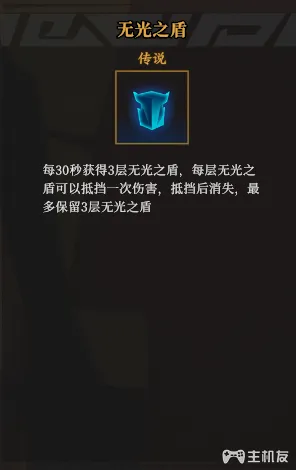 无光之盾
传说
每30秒获得3层无光之盾，每层无光之
盾可以抵挡一次伤害，抵挡后消失，最
多保留3层无光之盾
主机友